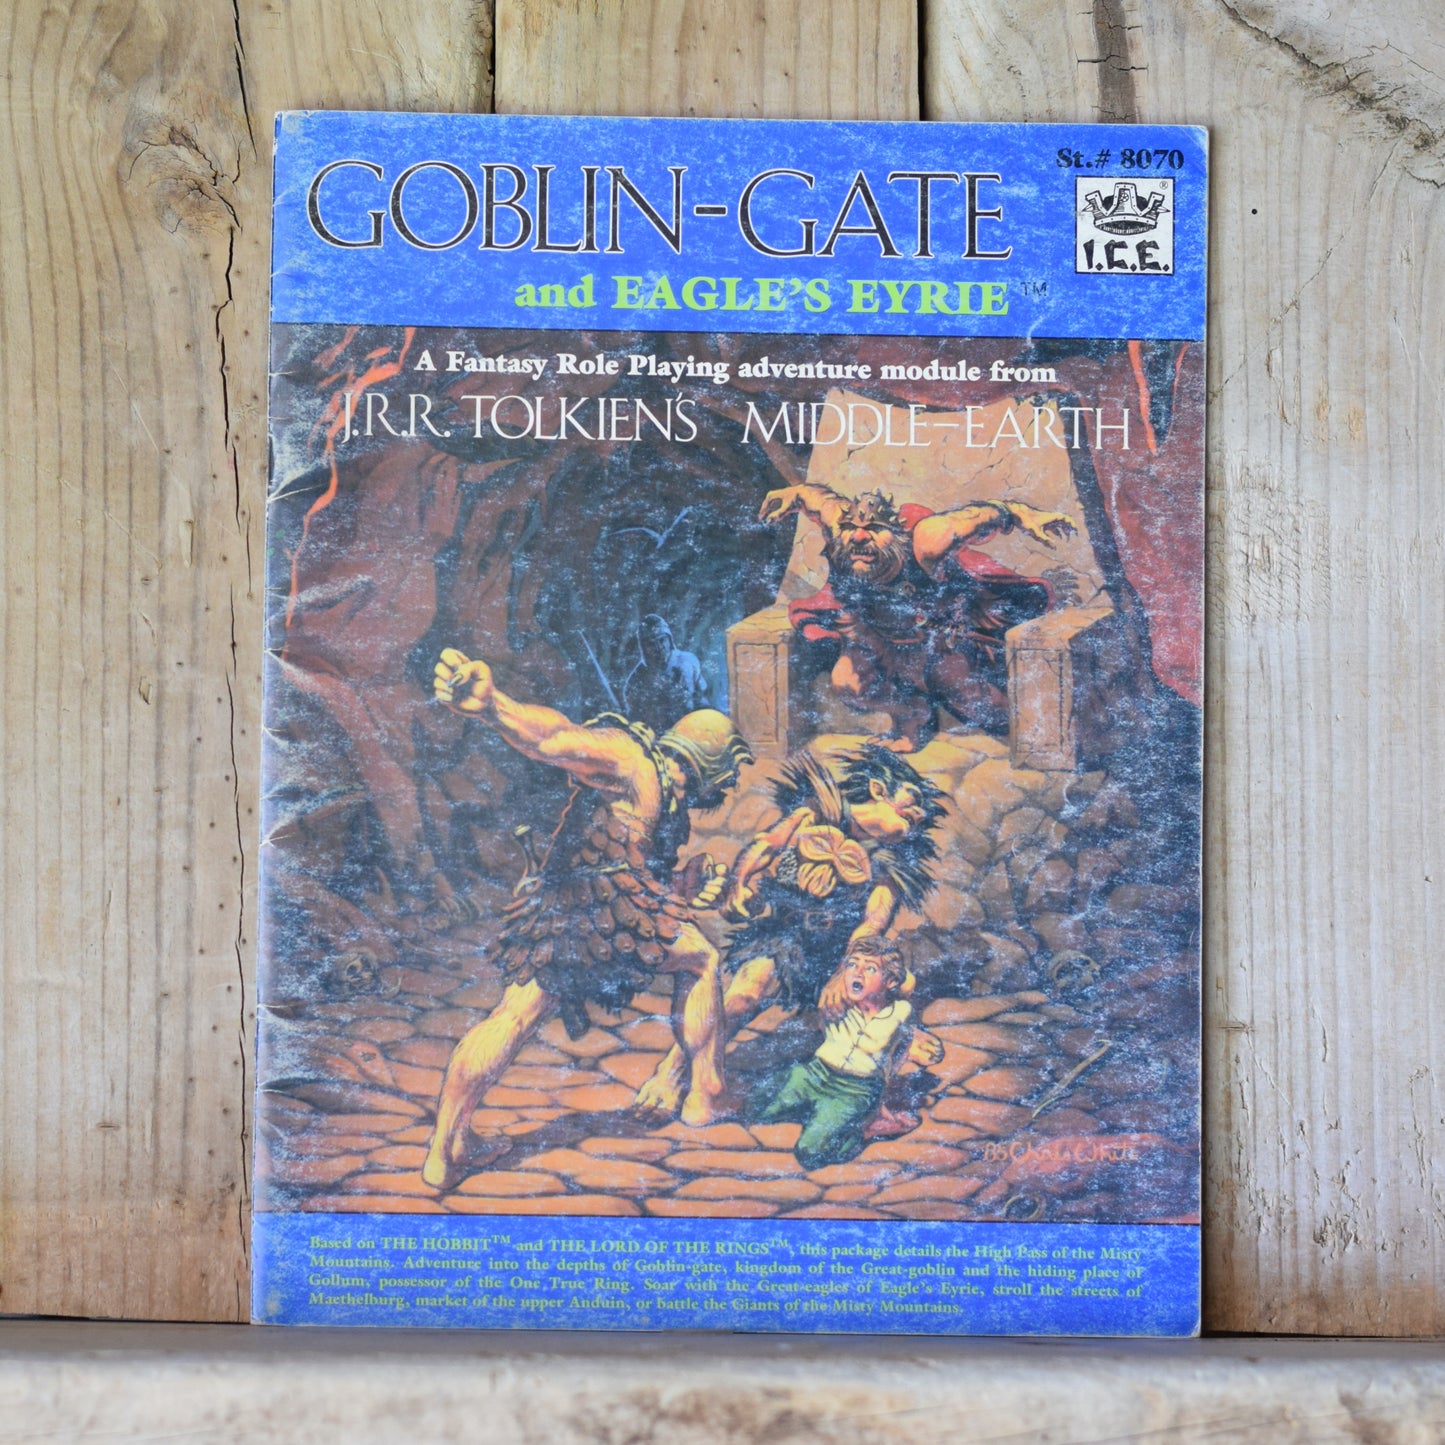 St.# 8070
GOBLIN-GATE
I.C.E.
®
and EAGLE'S EYRIE™
A Fantasy Role Playing adventure module from
J.R.R. TOLKIEN'S MIDDLE-EARTH
Based on THE HOBBIT™ and THE LORD OF THE RINGS™, this package details the High Pass of the Misty
Mountains. Adventure into the depths of Goblin-gate, kingdom of the Great-goblin and the hiding place of
Gollum, possessor of the One True Ring. Soar with the Great-eagles of Eagle's Eyrie, stroll the streets of
Maethelburg, market of the upper Anduin, or battle the Giants of the Misty Mountains.